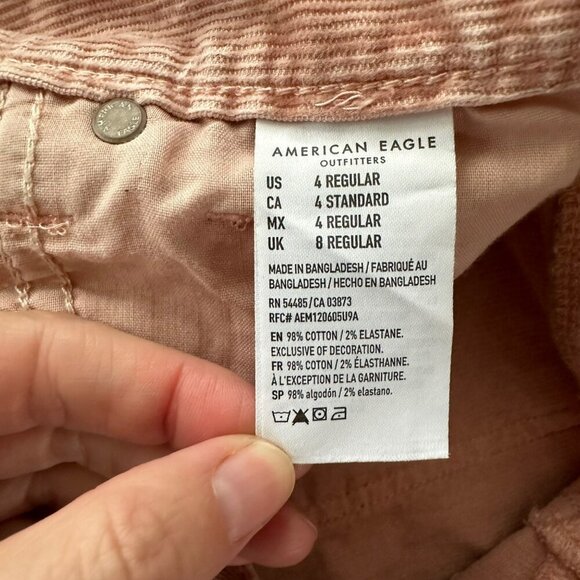 AMERICAN EAGLE
OUTFITTERS
US 4 REGULAR
CA 4 STANDARD
MX 4 REGULAR
UK 8 REGULAR
MADE IN BANGLADESH / FABRIQUÉ AU
BANGLADESH / HECHO EN BANGLADESH
RN 54485/CA 03873
RFC# AEM120605U9A
EN 98% COTTON / 2% ELASTANE.
EXCLUSIVE OF DECORATION.
FR 98% COTON / 2% ÉLASTHANNE.
À L'EXCEPTION DE LA GARNITURE.
SP 98% algodón / 2% elastano.